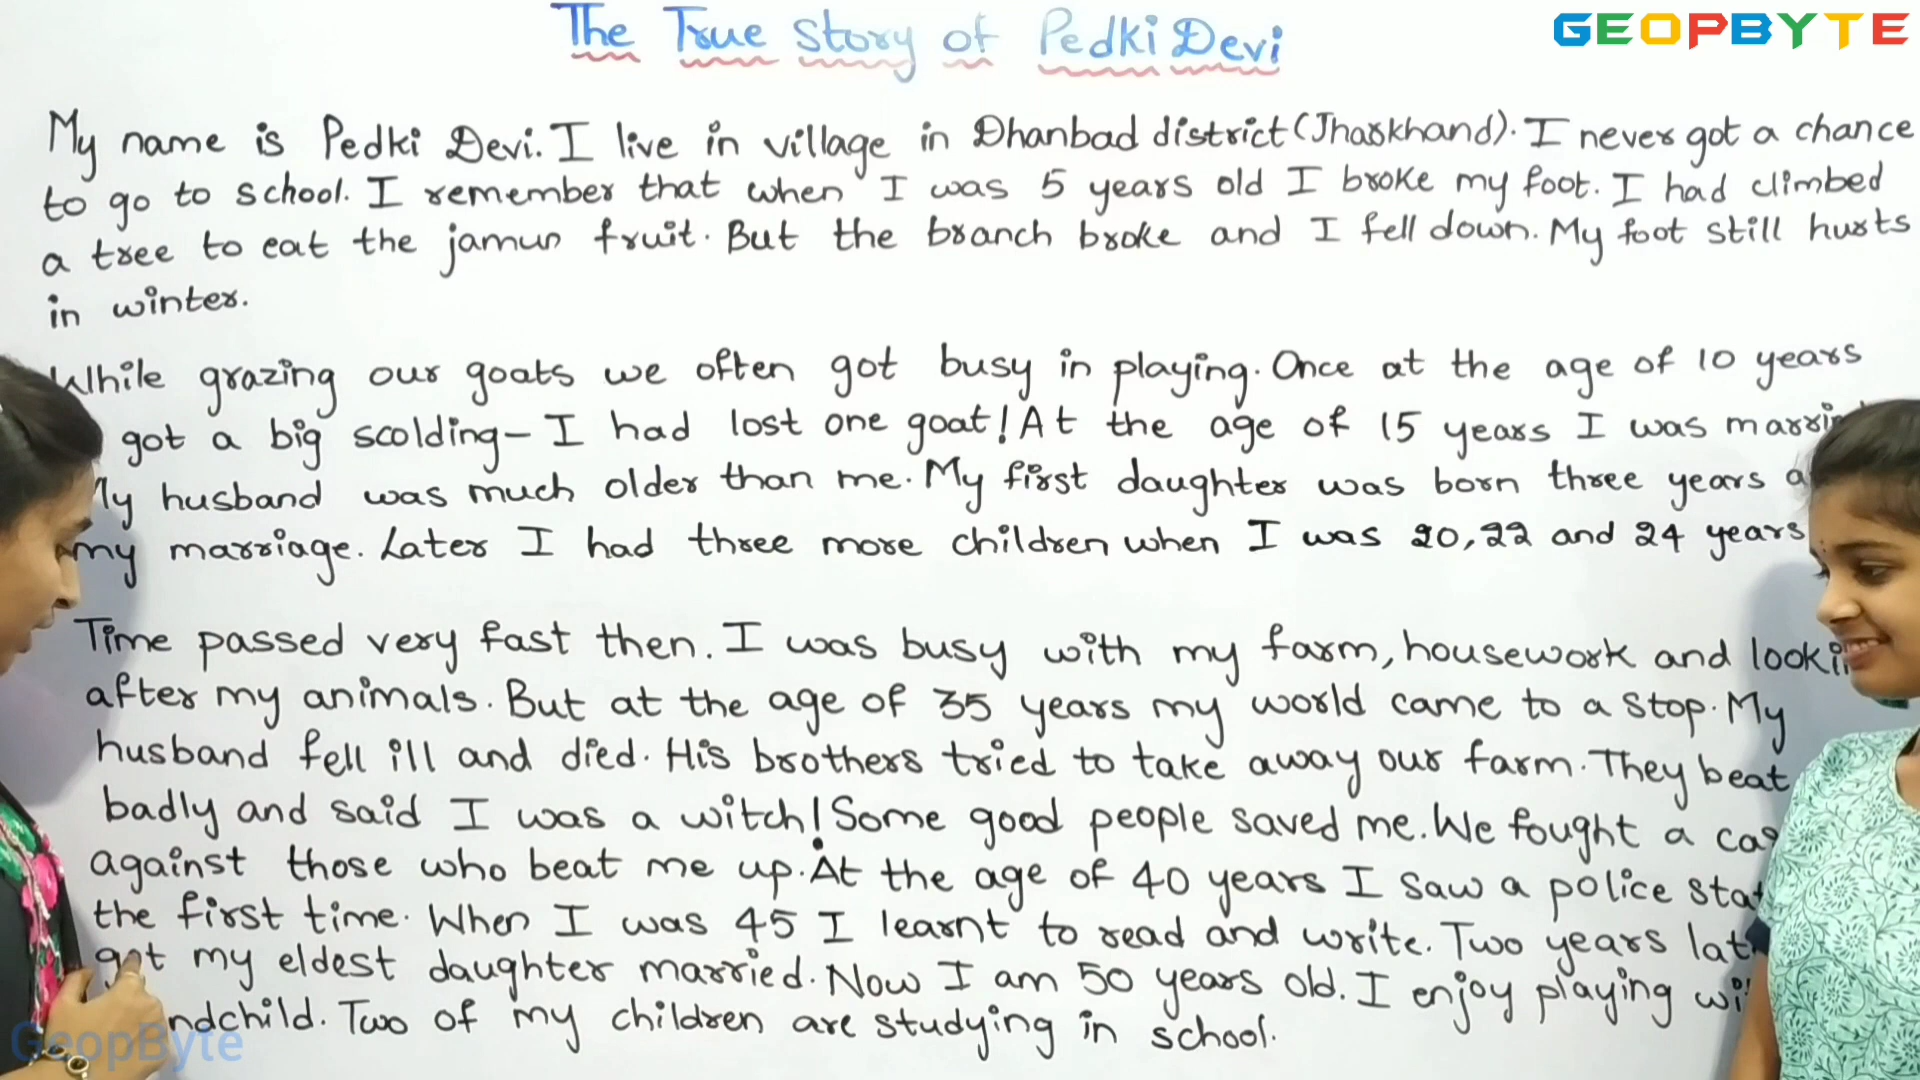 The True Story of Pedki Devi
GEOPBYTE
My name is Pedki Devi. I live in village in Dhanbad district (Jharkhand). I never got a chance
to go to school. I remember that when I was 5 years old I broke my foot. I had climbed
a tree to eat the jamun fruit. But the branch broke and I fell down. My foot still hurts
in winter.
While grazing our goats we often got busy in playing. Once at the age of 10 years
got a big scolding - I had lost one goat! At the age of 15 years I was
My husband was much older than me. My first daughter was born three years
my marriage. Later I had three more children when I was 20, 22 and 24 years
Time passed very fast then. I was busy with my farm, housework and
after my animals. But at the age of 35 years my world came to a stop. My
husband fell ill and died. His brothers tried to take away our farm. They beat
badly and said I was a witch! Some good people saved me. We fought a
against those who beat me up. At the age of 40 years I saw a police
the first time. When I was 45 I learnt to read and write. Two years
got my eldest daughter married. Now I am 50 years old. I enjoy playing
Two of my children are studying in school.
GeopByte